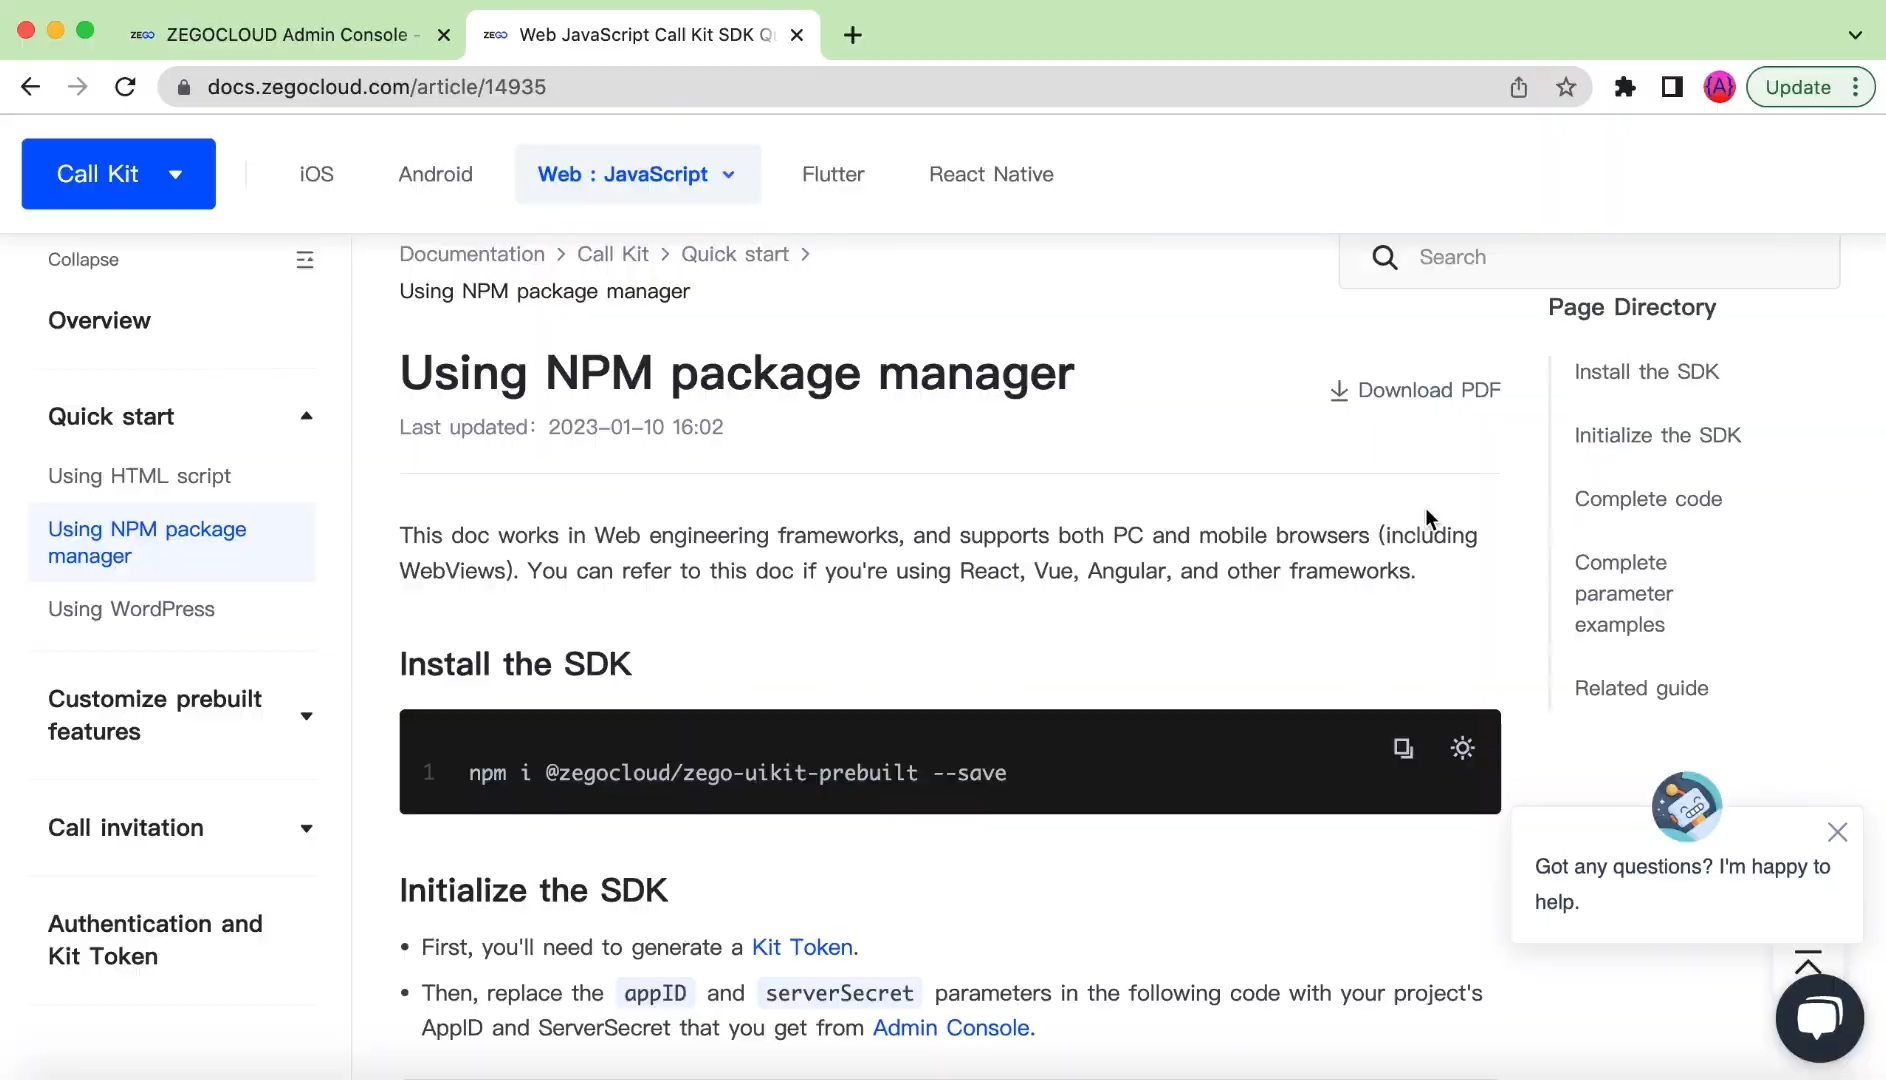 ZEGO ZEGOCLOUD Admin Console -
ZEGO Web JavaScript Call Kit SDK Qu
docs.zegocloud.com/article/14935
{A}
Update
Call Kit
iOS
Android
Web : JavaScript
Flutter
React Native
Collapse
Overview
Quick start
Using HTML script
Using NPM package
manager
Using WordPress
Customize prebuilt
features
Call invitation
Authentication and
Kit Token
Documentation > Call Kit > Quick start >
Using NPM package manager
Search
Using NPM package manager
Download PDF
Last updated: 2023-01-10 16:02
This doc works in Web engineering frameworks, and supports both PC and mobile browsers (including
WebViews). You can refer to this doc if you're using React, Vue, Angular, and other frameworks.
Install the SDK
1 npm i @zegocloud/zego-uikit-prebuilt --save
Initialize the SDK
• First, you'll need to generate a Kit Token.
• Then, replace the appID and serverSecret parameters in the following code with your project's
AppID and ServerSecret that you get from Admin Console.
Page Directory
Install the SDK
Initialize the SDK
Complete code
Complete
parameter
examples
Related guide
Got any questions? I'm happy to
help.